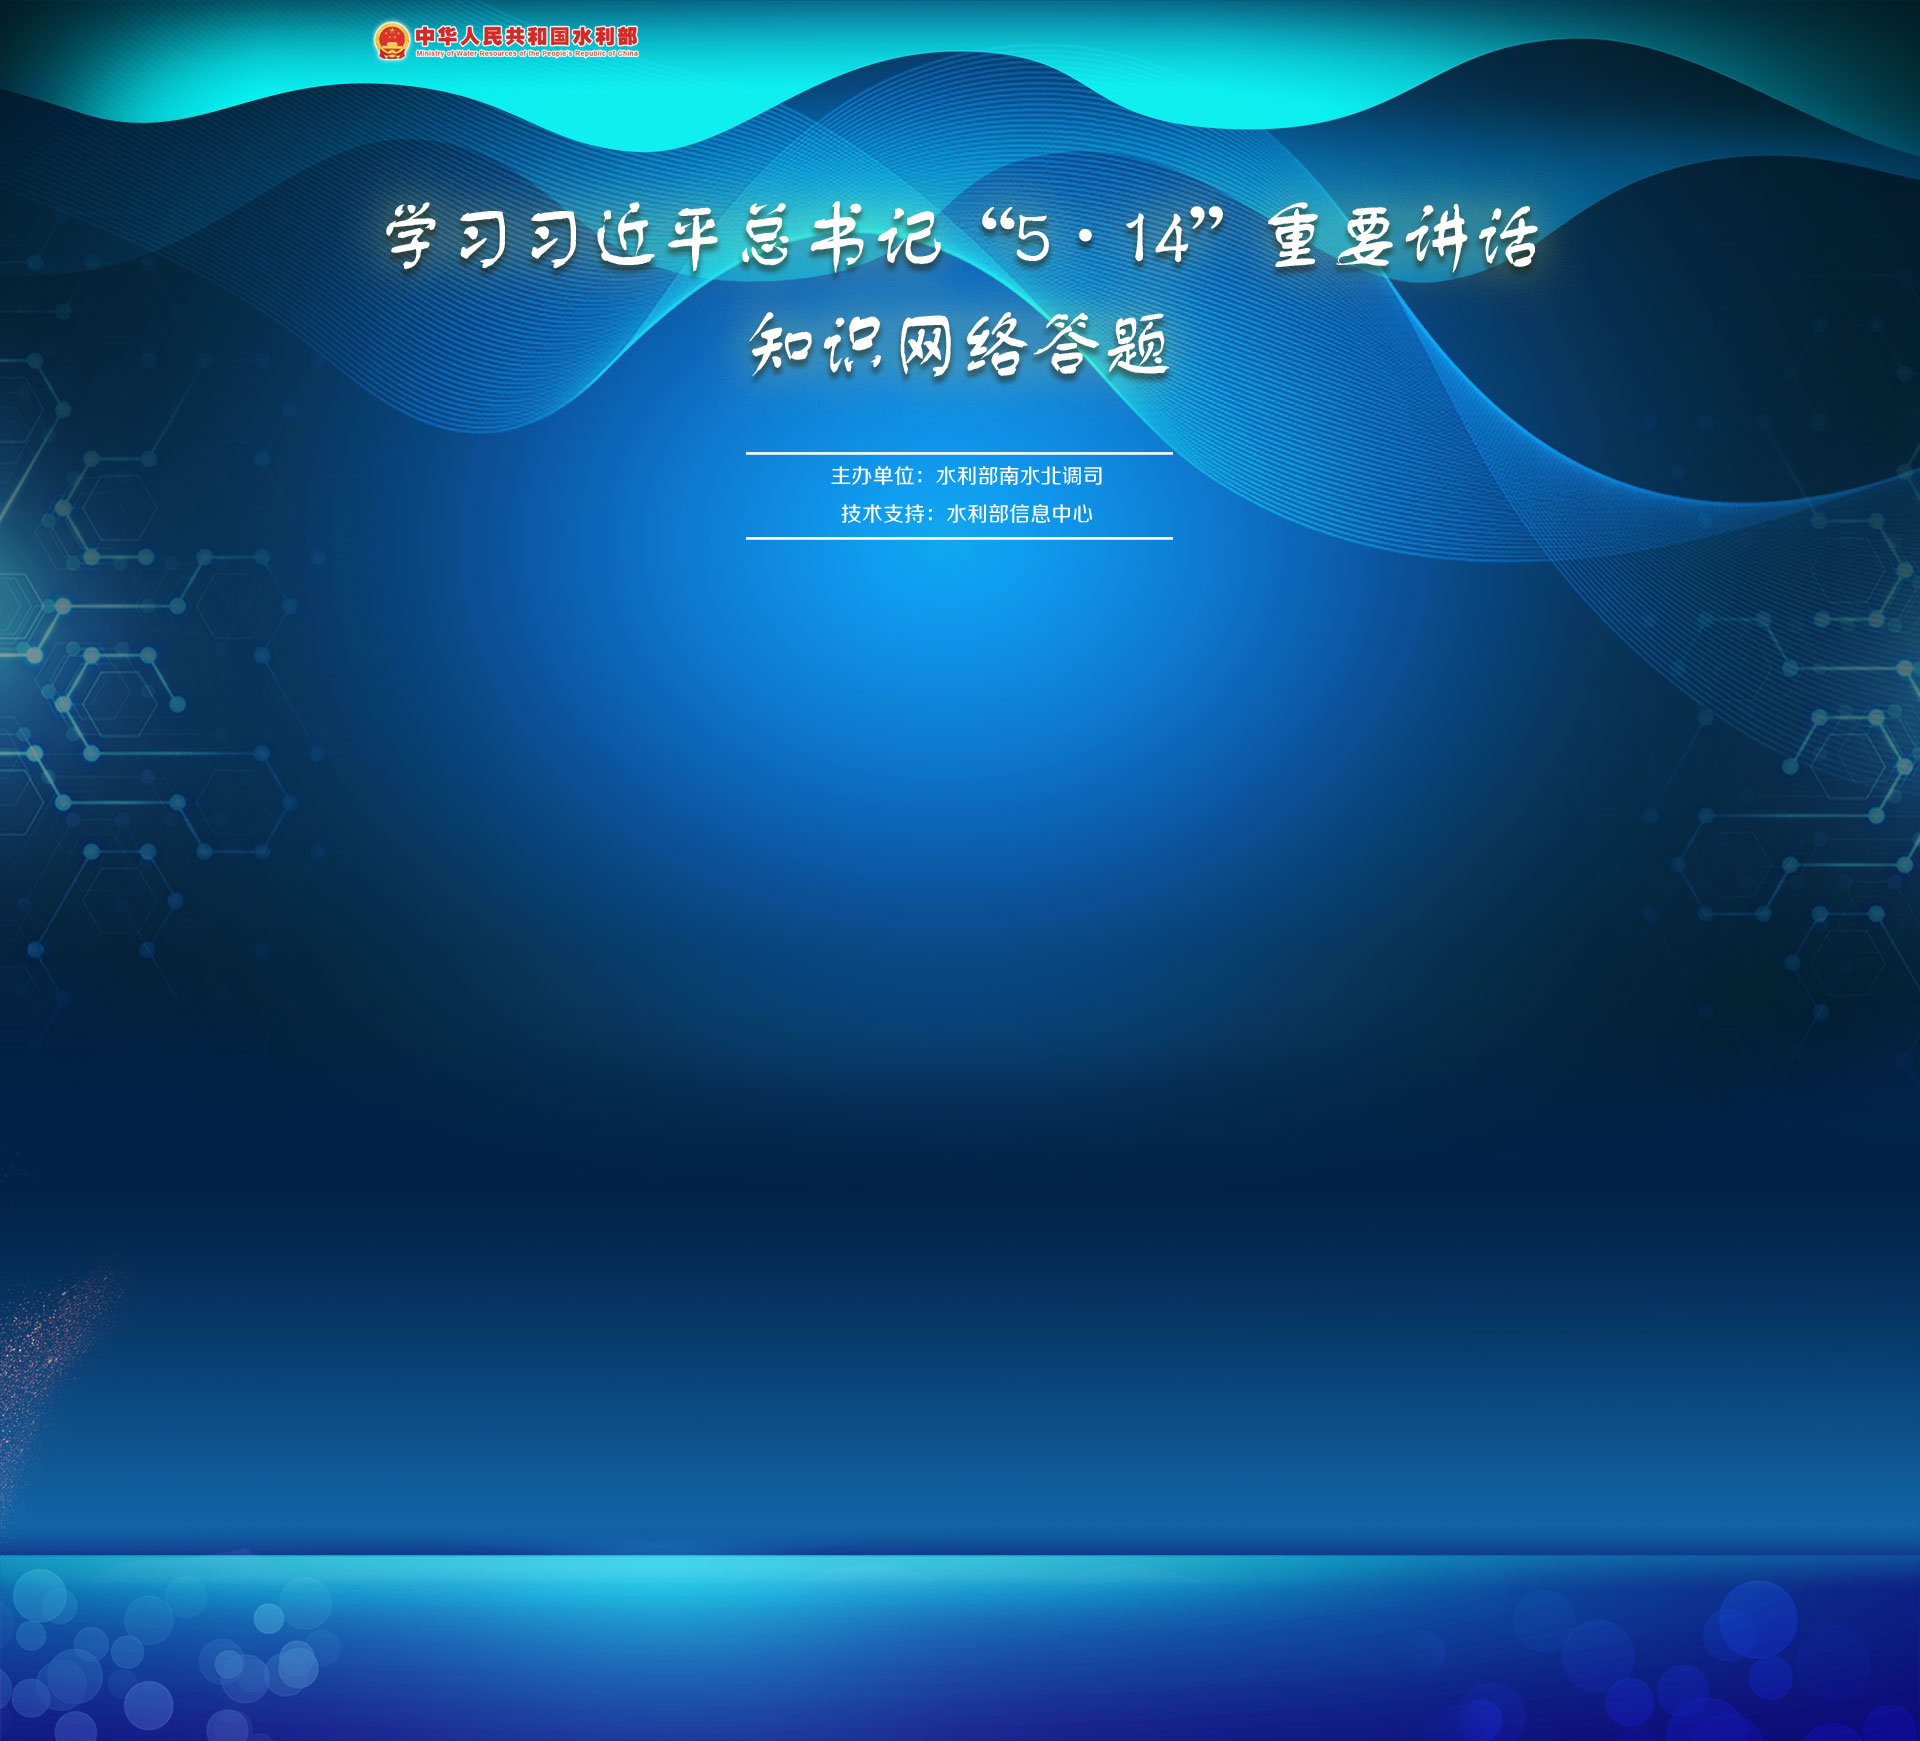 中华人民共和国水利部
Ministry of Water Resources of the People's Republic of China
学习习近平总书记“5·14”重要讲话
知识网络答题
主办单位：水利部南水北调司
技术支持：水利部信息中心